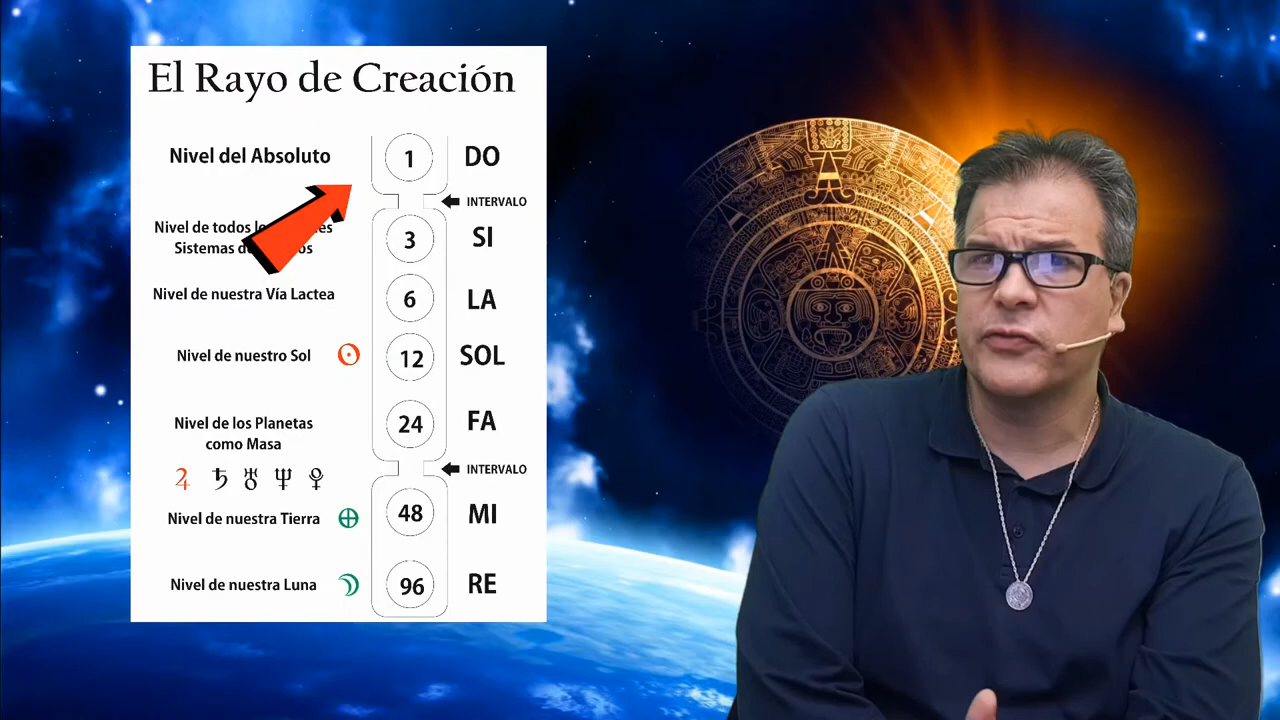 El Rayo de Creación
Nivel del Absoluto 1 DO
INTERVALO
Nivel de todos
Sistemas 3 SI
Nivel de nuestra Vía Lactea 6 LA
Nivel de nuestro Sol 12 SOL
Nivel de los Planetas
como Masa 24 FA
INTERVALO
Nivel de nuestra Tierra 48 MI
Nivel de nuestra Luna 96 RE